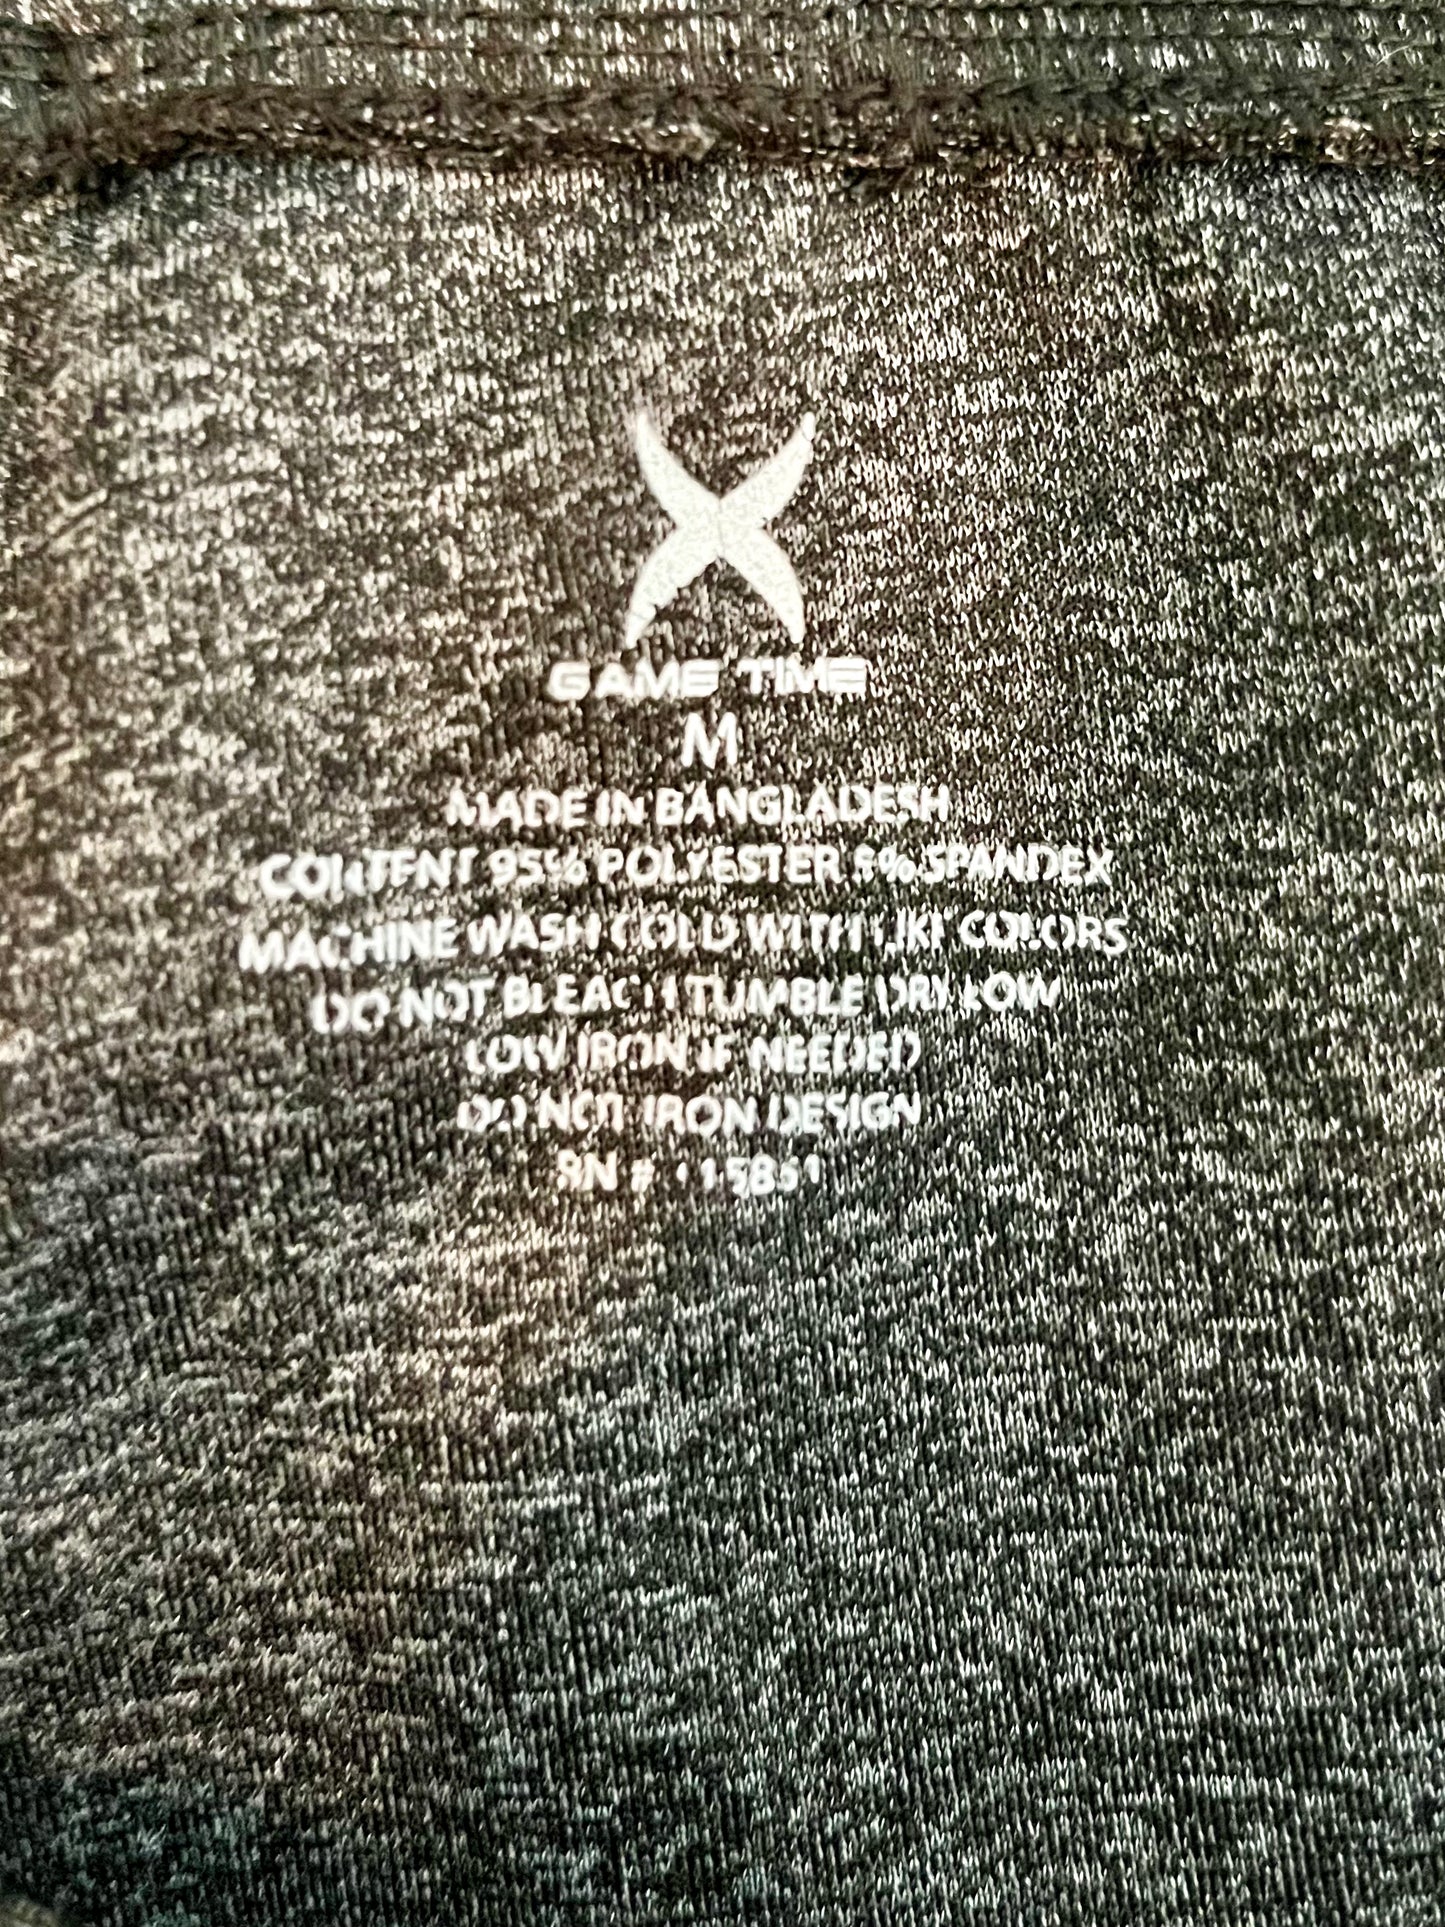 GAME TIME
M
MADE IN BANGLADESH
CONTENT 95% POLYESTER 5% SPANDEX
MACHINE WASH COLD WITH LIKE COLORS
DO NOT BLEACH TUMBLE DRY LOW
LOW IRON IF NEEDED
DO NOT IRON DESIGN
RN #